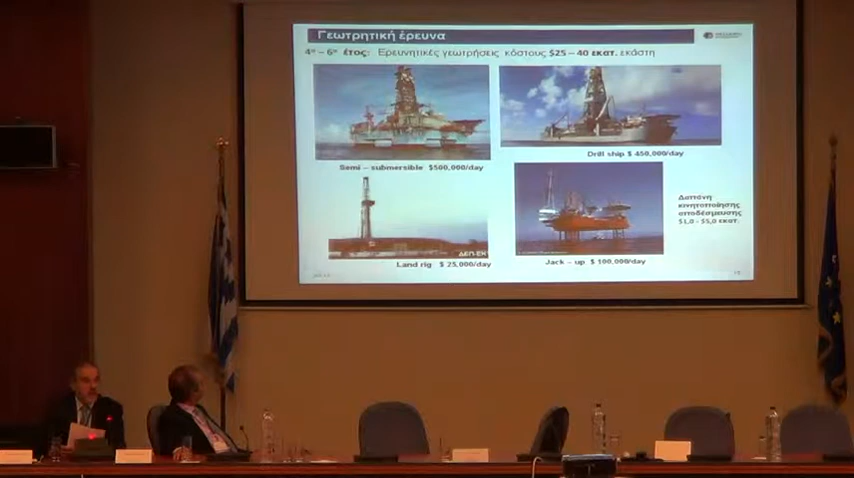 Γεωτρητική έρευνα
4ο – 6ο έτος: Ερευνητικές γεωτρήσεις κόστους $25 – 40 εκατ. εκάστη
Semi – submersible $500,000/day
Drill ship $ 450,000/day
Δαπάνη
κινητοποίησης
αποδέσμευσης
$1,0 - $5,0 εκατ.
Land rig $ 25,000/day
Jack – up $ 100,000/day